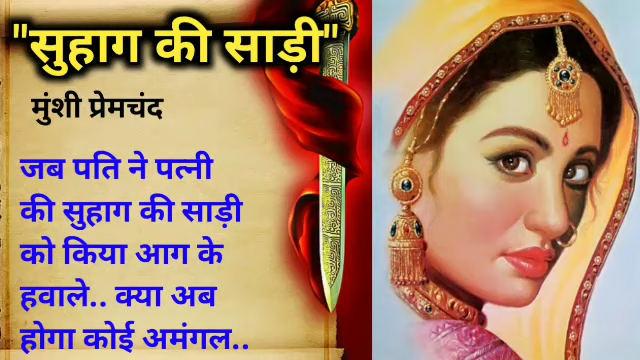 "सुहाग की साड़ी"
मुंशी प्रेमचंद
जब पति ने पत्नी
की सुहाग की साड़ी
को किया आग के
हवाले.. क्या अब
होगा कोई अमंगल..